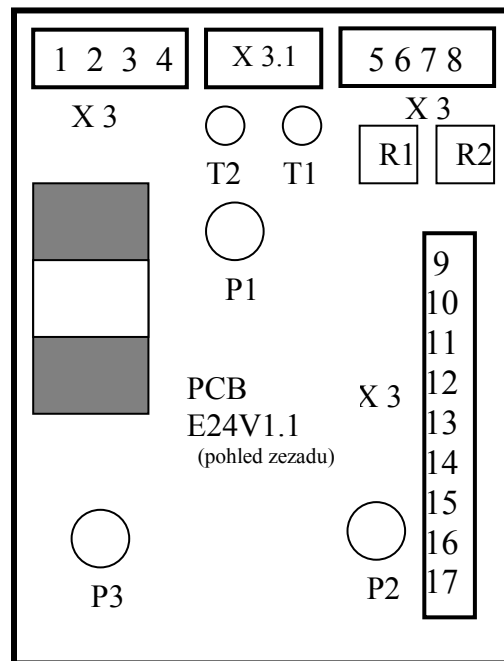 1 2 3 4
X 3.1
5 6 7 8
X 3
X 3
T2
T1
R1
R2
P1
9
10
11
12
13
14
15
16
17
X 3
PCB
E24V1.1
(pohled zezadu)
P3
P2